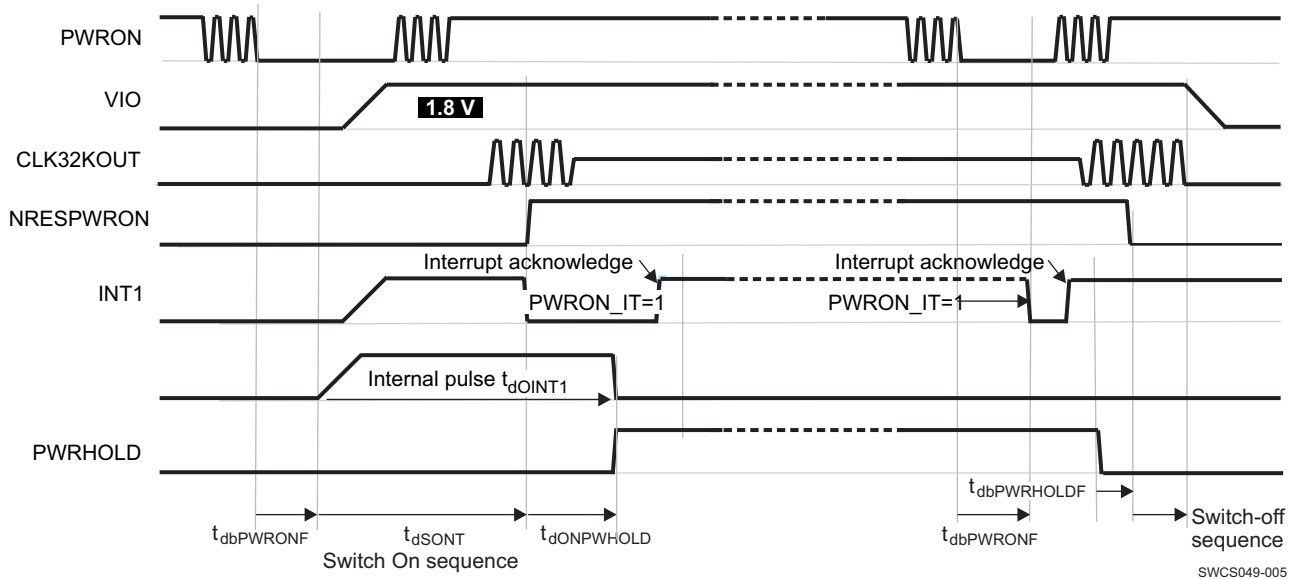 PWRON
VIO
1.8 V
CLK32KOUT
NRESPWRON
Interrupt acknowledge
Interrupt acknowledge
INT1
PWRON_IT=1
PWRON_IT=1
Internal pulse tdOINT1
PWRHOLD
tdbPWRHOLDF
tdbPWRONF
tdSONT
tdONPWHOLD
tdbPWRONF
Switch-off
sequence
Switch On sequence
SWCS049-005